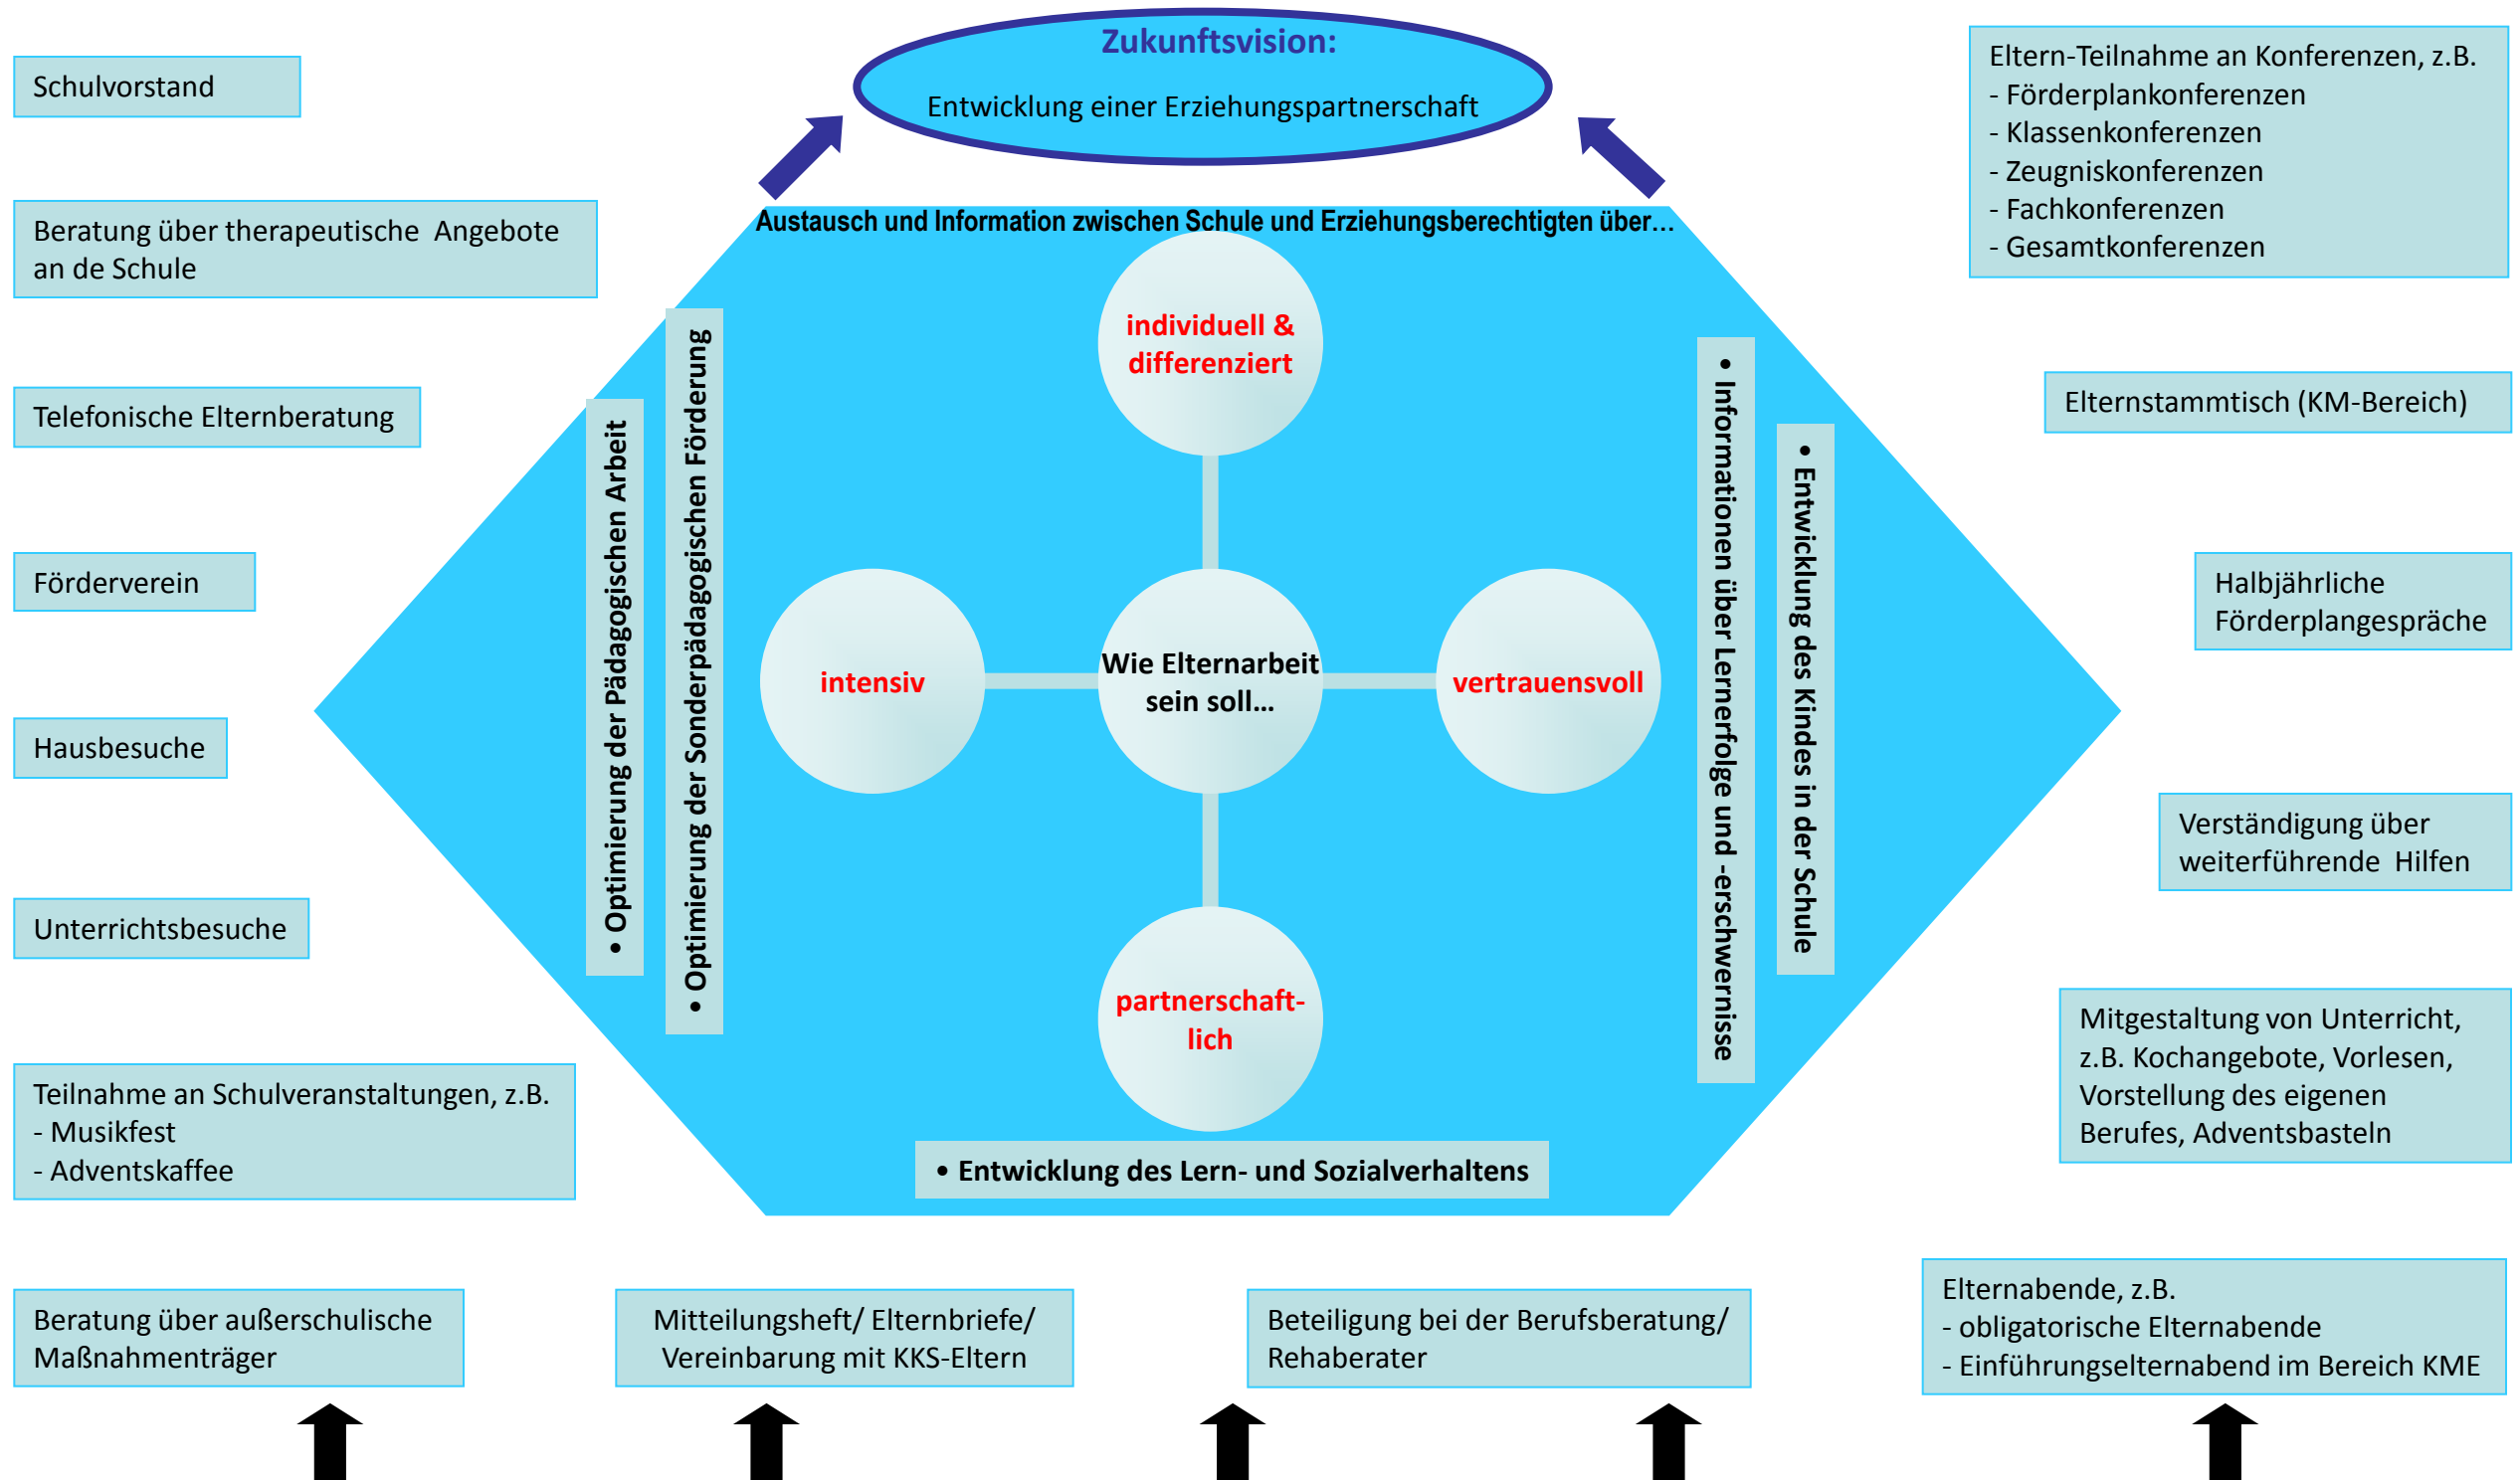 Zukunftsvision:
Entwicklung einer Erziehungspartnerschaft
Schulvorstand
Beratung über therapeutische  Angebote
an de Schule
Telefonische Elternberatung
Förderverein
Hausbesuche
Unterrichtsbesuche
Teilnahme an Schulveranstaltungen, z.B.
- Musikfest
- Adventskaffee
Austausch und Information zwischen Schule und Erziehungsberechtigten über...
• Optimierung der Pädagogischen Arbeit
• Optimierung der Sonderpädagogischen Förderung
individuell &
differenziert
intensiv
Wie Elternarbeit
sein soll...
vertrauensvoll
partnerschaft-
lich
• Informationen über Lernerfolge und -erschwernisse
• Entwicklung des Kindes in der Schule
• Entwicklung des Lern- und Sozialverhaltens
Eltern-Teilnahme an Konferenzen, z.B.
- Förderplankonferenzen
- Klassenkonferenzen
- Zeugniskonferenzen
- Fachkonferenzen
- Gesamtkonferenzen
Elternstammtisch (KM-Bereich)
Halbjährliche
Förderplangespräche
Verständigung über
weiterführende  Hilfen
Mitgestaltung von Unterricht,
z.B. Kochangebote, Vorlesen,
Vorstellung des eigenen
Berufes, Adventsbasteln
Beratung über außerschulische
Maßnahmenträger
Mitteilungsheft/ Elternbriefe/
Vereinbarung mit KKS-Eltern
Beteiligung bei der Berufsberatung/
Rehaberater
Elternabende, z.B.
- obligatorische Elternabende
- Einführungselternabend im Bereich KME